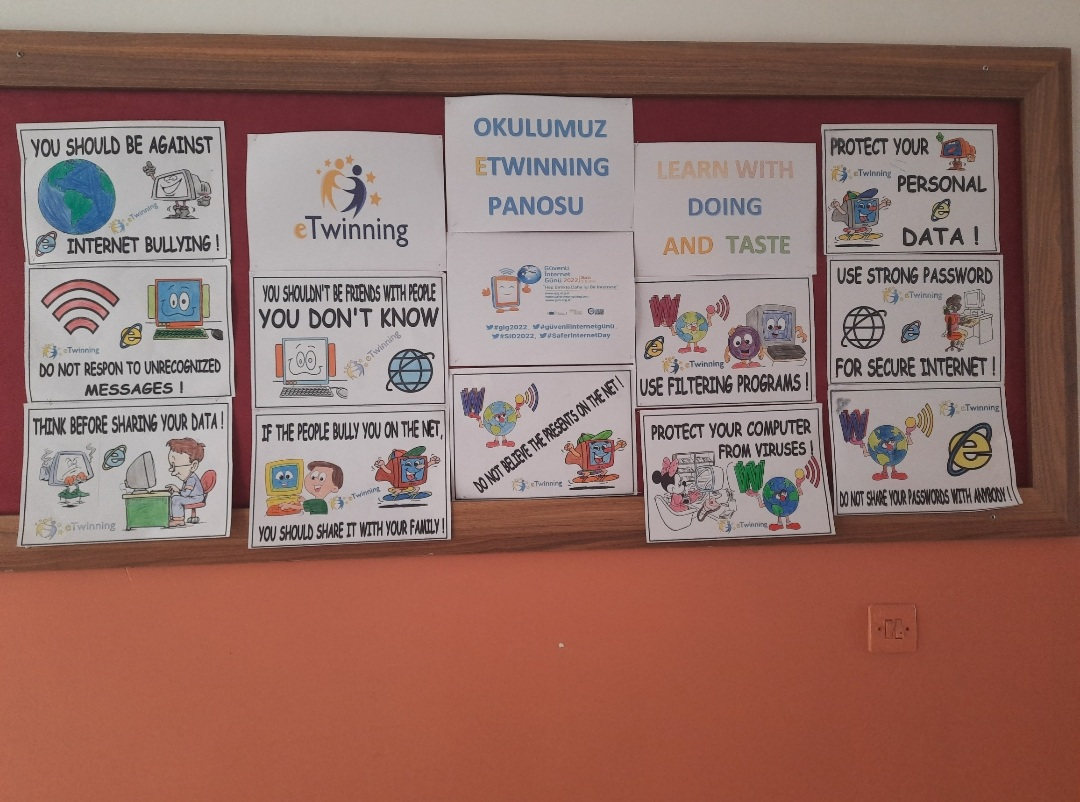 YOU SHOULD BE AGAINST
eTwinning
INTERNET BULLYING !
eTwinning
DO NOT RESPON TO UNRECOGNIZED
MESSAGES !
THINK BEFORE SHARING YOUR DATA !
eTwinning
eTwinning
YOU SHOULDN'T BE FRIENDS WITH PEOPLE
YOU DON'T KNOW
eTwinning
IF THE PEOPLE BULLY YOU ON THE NET,
eTwinning
YOU SHOULD SHARE IT WITH YOUR FAMILY !
OKULUMUZ
ETWINNING
PANOSU
Güvenli
İnternet
Günü 2022
#gig2022 #güvenliinternetgünü
#SID2022 #SaferInternetDay
W
DO NOT BELIEVE THE PRESENTS ON THE NET !
eTwinning
LEARN WITH
DOING
AND TASTE
W
eTwinning
USE FILTERING PROGRAMS !
PROTECT YOUR COMPUTER
FROM VIRUSES !
W
eTwinning
PROTECT YOUR
eTwinning
PERSONAL
DATA !
USE STRONG PASSWORD
eTwinning
FOR SECURE INTERNET !
W
eTwinning
DO NOT SHARE YOUR PASSWORDS WITH ANYBODY !